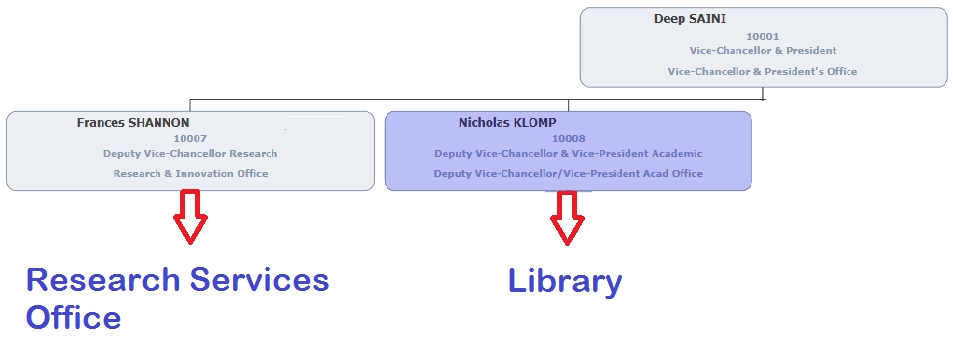 Deep SAINI
10001
Vice-Chancellor & President
Vice-Chancellor & President's Office
Frances SHANNON
10007
Deputy Vice-Chancellor Research
Research & Innovation Office
Nicholas KLOMP
10008
Deputy Vice-Chancellor & Vice-President Academic
Deputy Vice-Chancellor/Vice-President Acad Office
Research Services
Office
Library